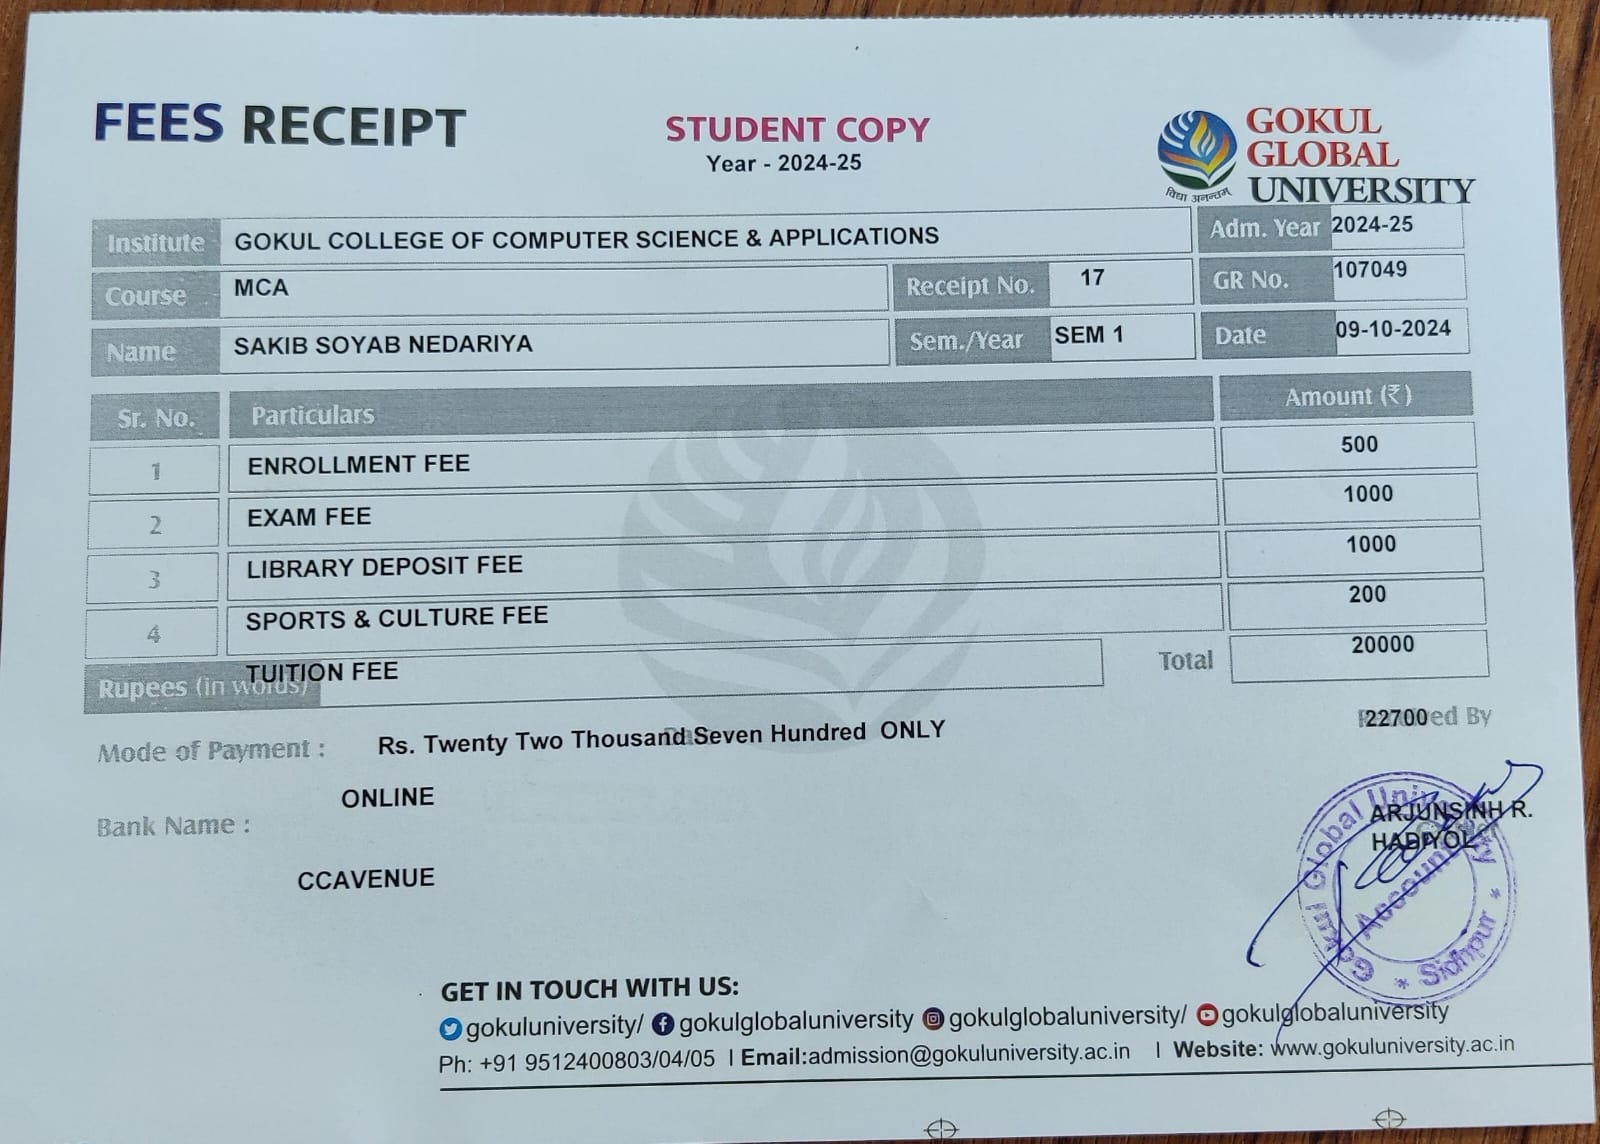 FEES RECEIPT
STUDENT COPY
Year - 2024-25
GOKUL
GLOBAL
UNIVERSITY
विद्या अनन्तम्
Institute GOKUL COLLEGE OF COMPUTER SCIENCE & APPLICATIONS Adm. Year 2024-25
Course MCA Receipt No. 17 GR No. 107049
Name SAKIB SOYAB NEDARIYA Sem./Year SEM 1 Date 09-10-2024
Sr. No. Particulars Amount (₹)
1 ENROLLMENT FEE 500
2 EXAM FEE 1000
3 LIBRARY DEPOSIT FEE 1000
4 SPORTS & CULTURE FEE 200
TUITION FEE 20000
Rupees (in words) Total
22700
Received By
Mode of Payment : Rs. Twenty Two Thousand Seven Hundred ONLY
ONLINE
Bank Name :
CCAVENUE
ARJUNSINH R.
HADIYOL
Gokul Global University
Account
* Sidhpur *
GET IN TOUCH WITH US:
gokuluniversity/ gokulglobaluniversity gokulglobaluniversity/ gokulglobaluniversity
Ph: +91 9512400803/04/05 | Email:admission@gokuluniversity.ac.in | Website: www.gokuluniversity.ac.in